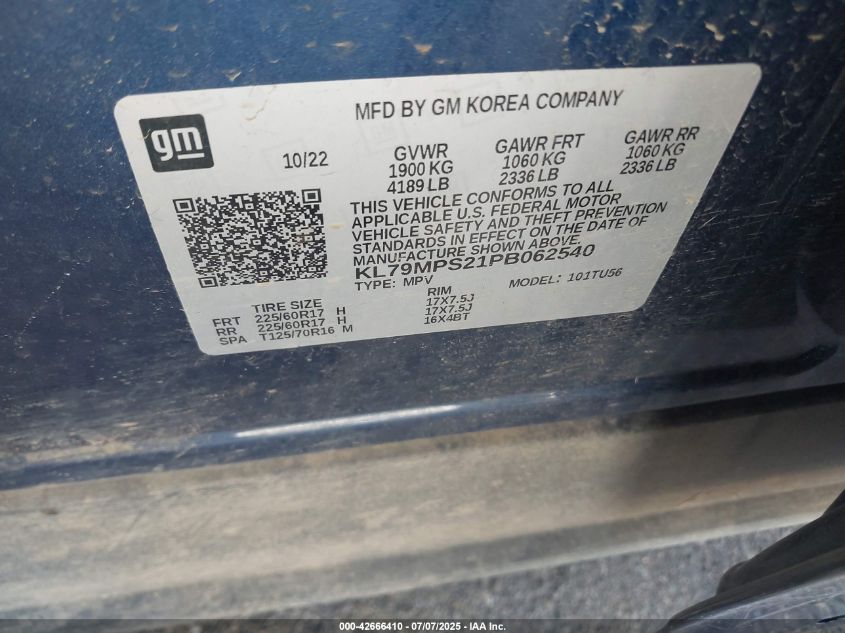 MFD BY GM KOREA COMPANY
gm
10/22
GVWR
1900 KG
4189 LB
GAWR FRT
1060 KG
2336 LB
GAWR RR
1060 KG
2336 LB
THIS VEHICLE CONFORMS TO ALL
APPLICABLE U.S. FEDERAL MOTOR
VEHICLE SAFETY AND THEFT PREVENTION
STANDARDS IN EFFECT ON THE DATE OF
MANUFACTURE SHOWN ABOVE.
KL79MPS21PB062540
TYPE: MPV
MODEL: 101TU56
TIRE SIZE
RIM
FRT 225/60R17 H 17X7.5J
RR 225/60R17 H 17X7.5J
SPA T125/70R16 M 16X4BT
000-42666410 | 07/07/2025 - IAA Inc.